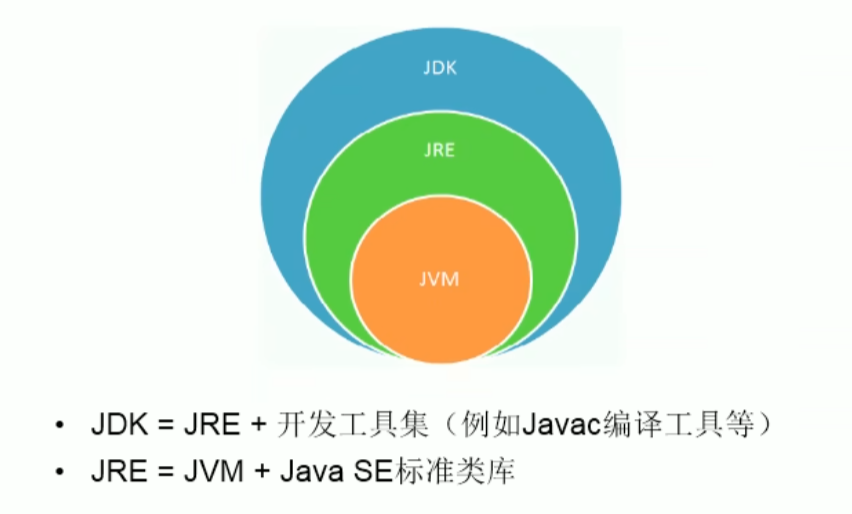 JDK
JRE
JVM
• JDK = JRE + 开发工具集（例如Javac编译工具等）
• JRE = JVM + Java SE标准类库